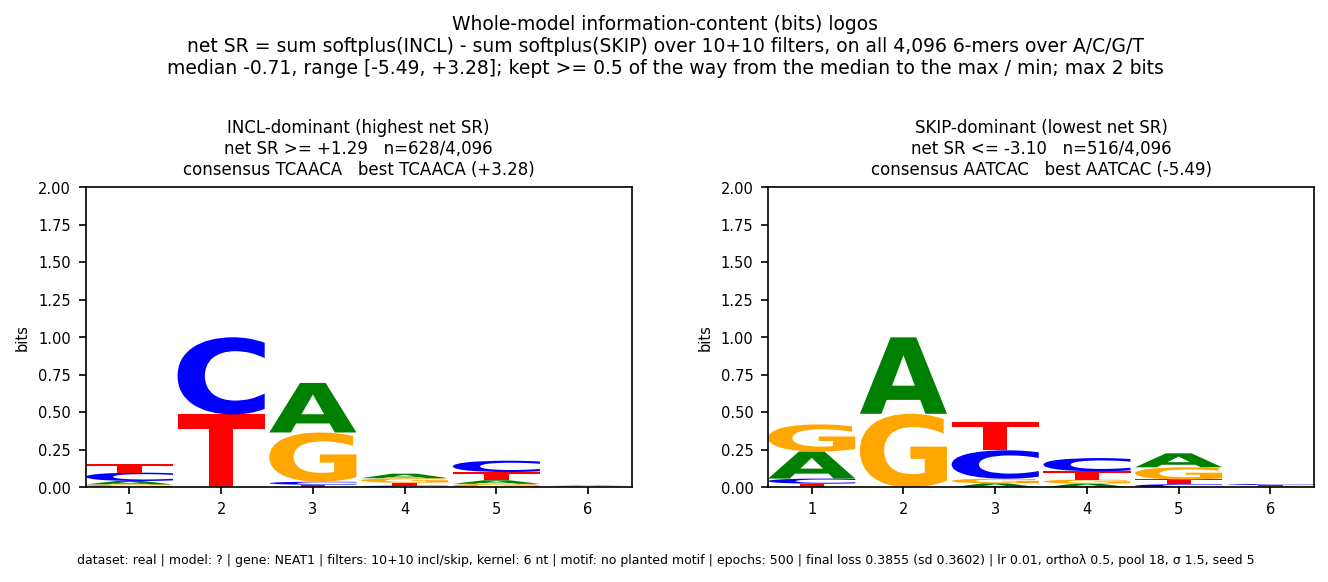 Whole-model information-content (bits) logos
net SR = sum softplus(INCL) - sum softplus(SKIP) over 10+10 filters, on all 4,096 6-mers over A/C/G/T
median -0.71, range [-5.49, +3.28]; kept >= 0.5 of the way from the median to the max / min; max 2 bits
INCL-dominant (highest net SR)
net SR >= +1.29   n=628/4,096
consensus TCAACA   best TCAACA (+3.28)
2.00
1.75
1.50
1.25
1.00
0.75
0.50
0.25
0.00
bits
C
T
A
G
T
C
A
G
C
T
1 2 3 4 5 6
SKIP-dominant (lowest net SR)
net SR <= -3.10   n=516/4,096
consensus AATCAC   best AATCAC (-5.49)
2.00
1.75
1.50
1.25
1.00
0.75
0.50
0.25
0.00
bits
G
A
C
A
G
T
C
G
C
T
G
A
G
T
1 2 3 4 5 6
dataset: real | model: ? | gene: NEAT1 | filters: 10+10 incl/skip, kernel: 6 nt | motif: no planted motif | epochs: 500 | final loss 0.3855 (sd 0.3602) | lr 0.01, orthoλ 0.5, pool 18, σ 1.5, seed 5